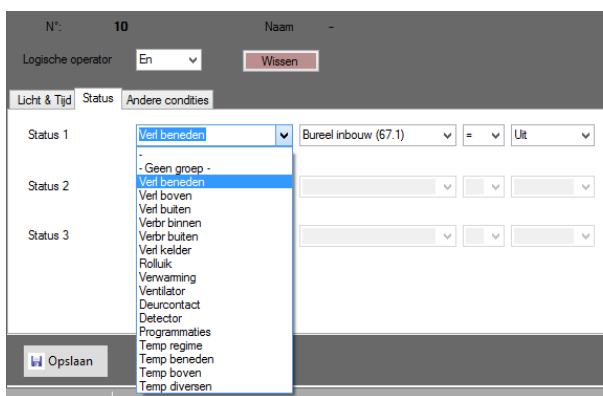 N°: 10 Naam -
Logische operator En Wissen
Licht & Tijd Status Andere condities
Status 1 Verl beneden Bureel inbouw (67.1) = Uit
-
- Geen groep -
Verl beneden
Verl boven
Status 2
Verl buiten
Verbr binnen
Verbr buiten
Status 3
Verl kelder
Rolluik
Verwarming
Ventilator
Deurcontact
Detector
Programmaties
Temp regime
Opslaan
Temp beneden
Temp boven
Temp diversen